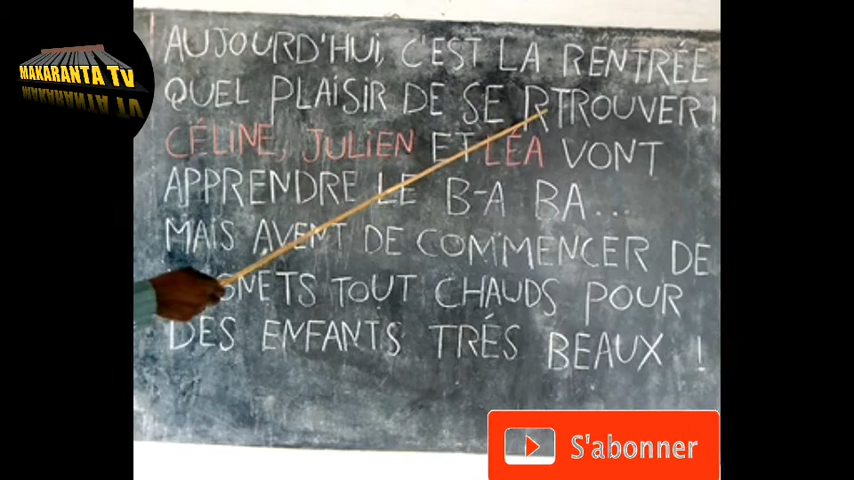 MAKARANTA TV
AUJOURD'HUI, C'EST LA RENTRÉE
QUEL PLAISIR DE SE RTROUVER !
CÉLINE, JULIEN ET LÉA VONT
APPRENDRE LE B-A BA...
MAIS AVENT DE COMMENCER DE
GNETS TOUT CHAUDS POUR
DES ENFANTS TRÉS BEAUX !
S'abonner